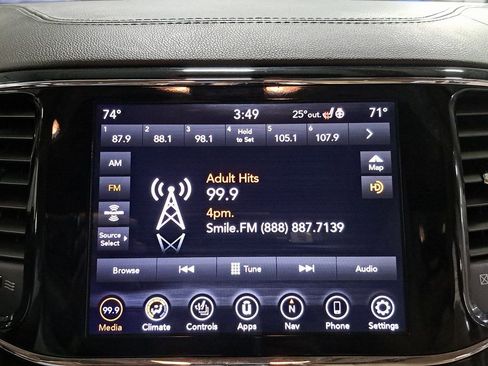 74° 3:49 25°out. 71°
1 87.9 2 88.1 3 98.1 4 Hold to Set 5 105.1 6 107.9
AM
FM
Source Select
Adult Hits
99.9
4pm.
Smile.FM (888) 887.7139
Map
HD
Browse Tune Audio
99.9 N
Media Climate Controls Apps Nav Phone Settings